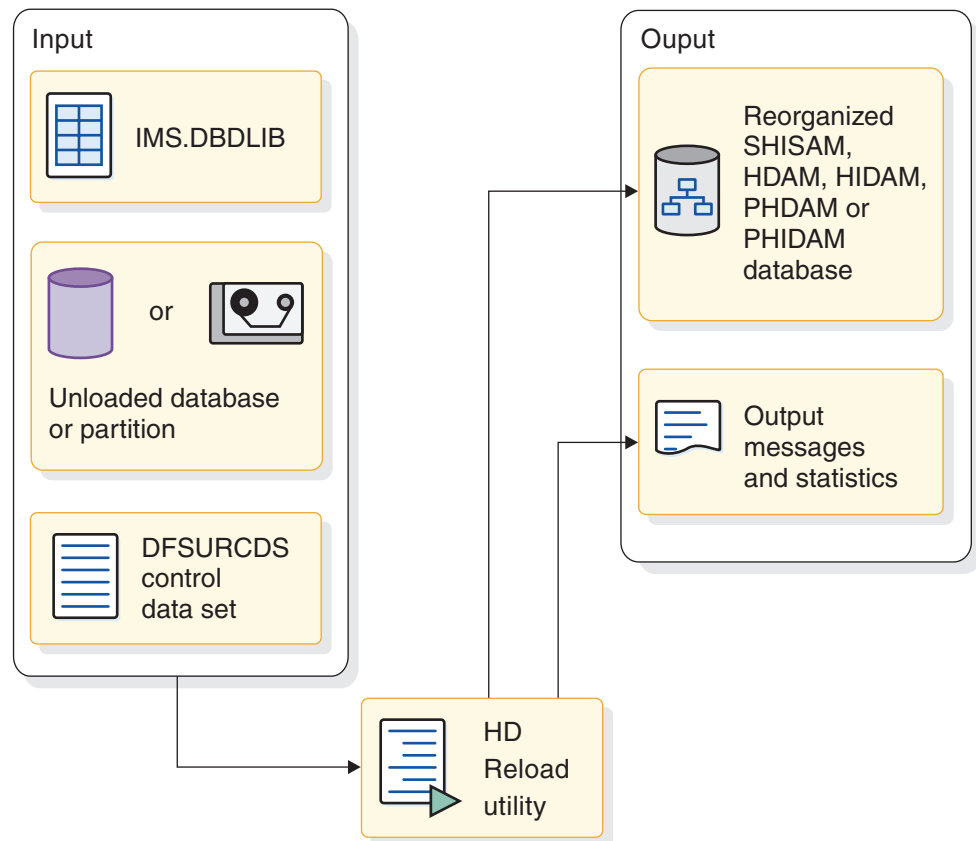 Input
IMS.DBDLIB
or
Unloaded database
or partition
DFSURCDS
control
data set
HD
Reload
utility
Ouput
Reorganized
SHISAM,
HDAM, HIDAM,
PHDAM or
PHIDAM
database
Output
messages
and statistics